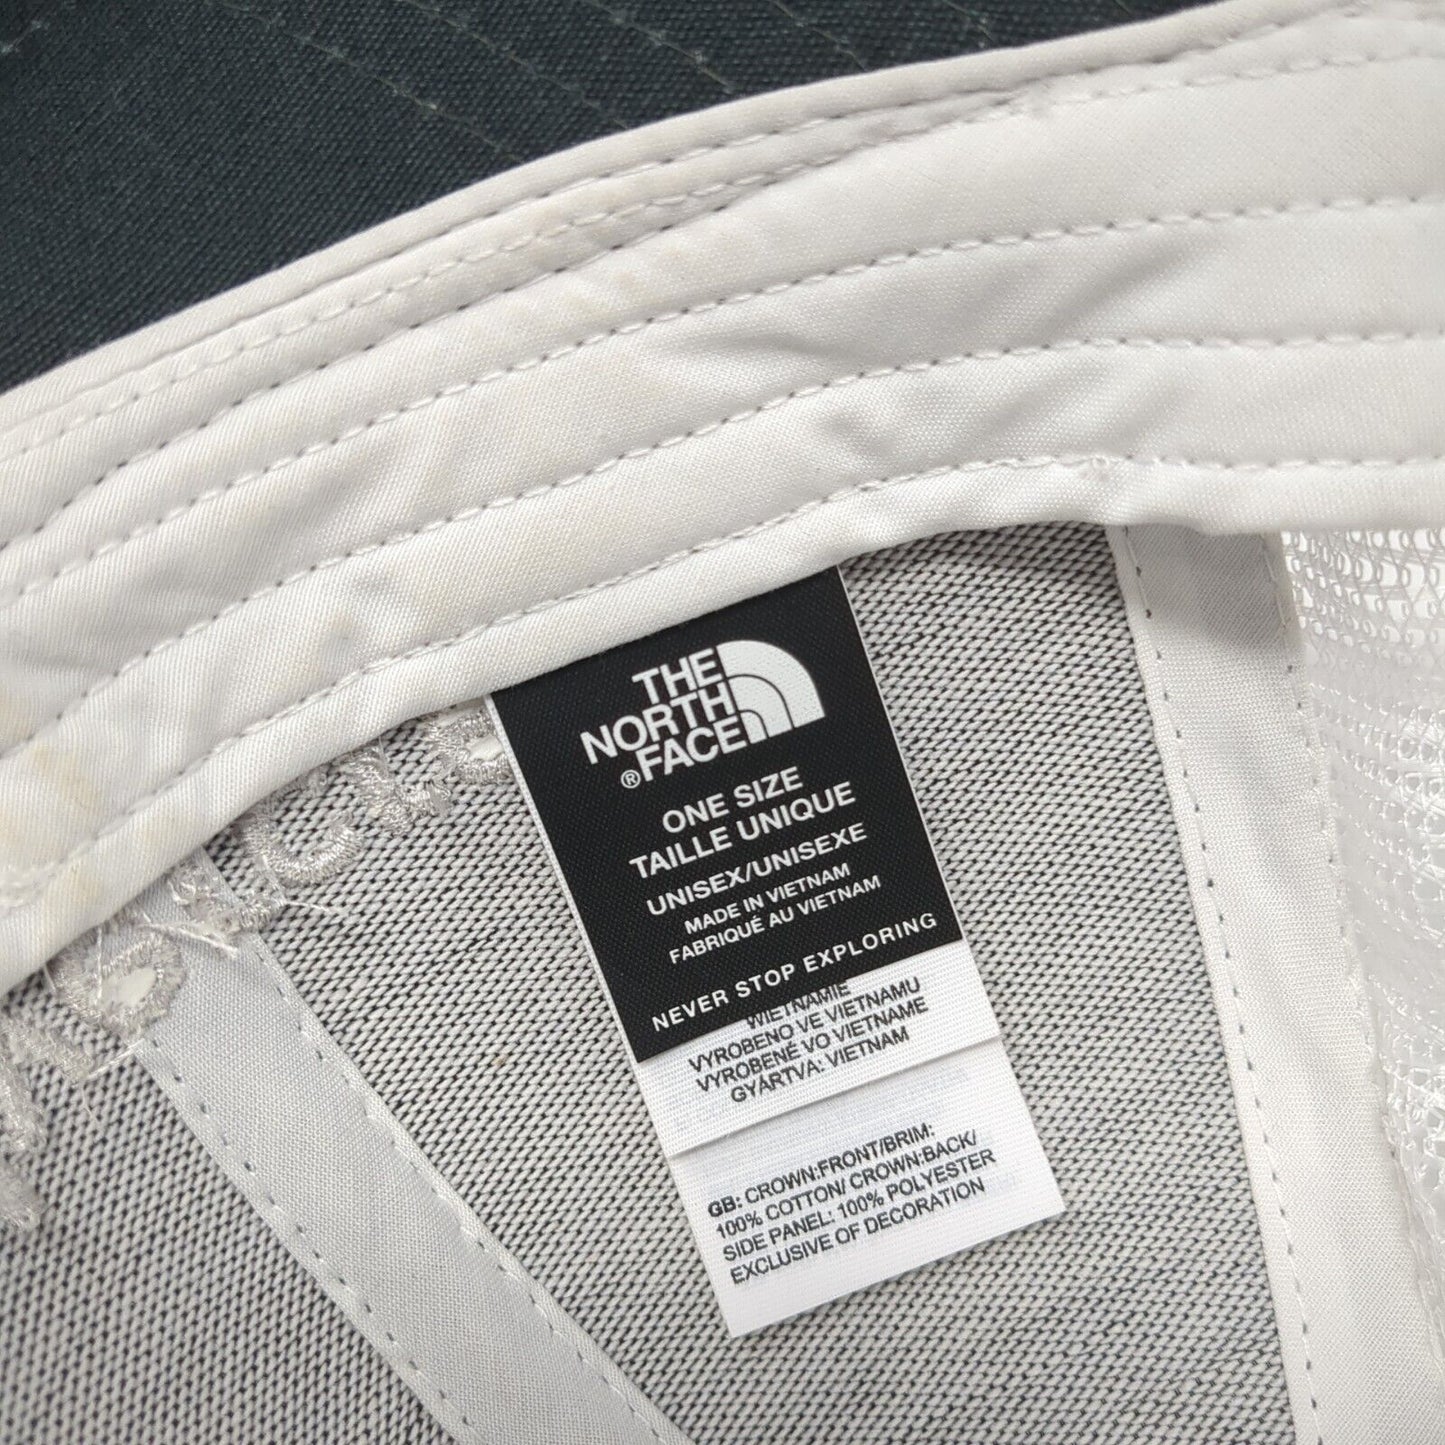 THE
NORTH
®FACE
ONE SIZE
TAILLE UNIQUE
UNISEX/UNISEXE
MADE IN VIETNAM
FABRIQUÉ AU VIETNAM
NEVER STOP EXPLORING
WIETNAMIE
VYROBENO VE VIETNAMU
VYROBENÉ VO VIETNAME
GYÁRTVA: VIETNAM
GB: CROWN:FRONT/BRIM:
100% COTTON/ CROWN:BACK/
SIDE PANEL: 100% POLYESTER
EXCLUSIVE OF DECORATION